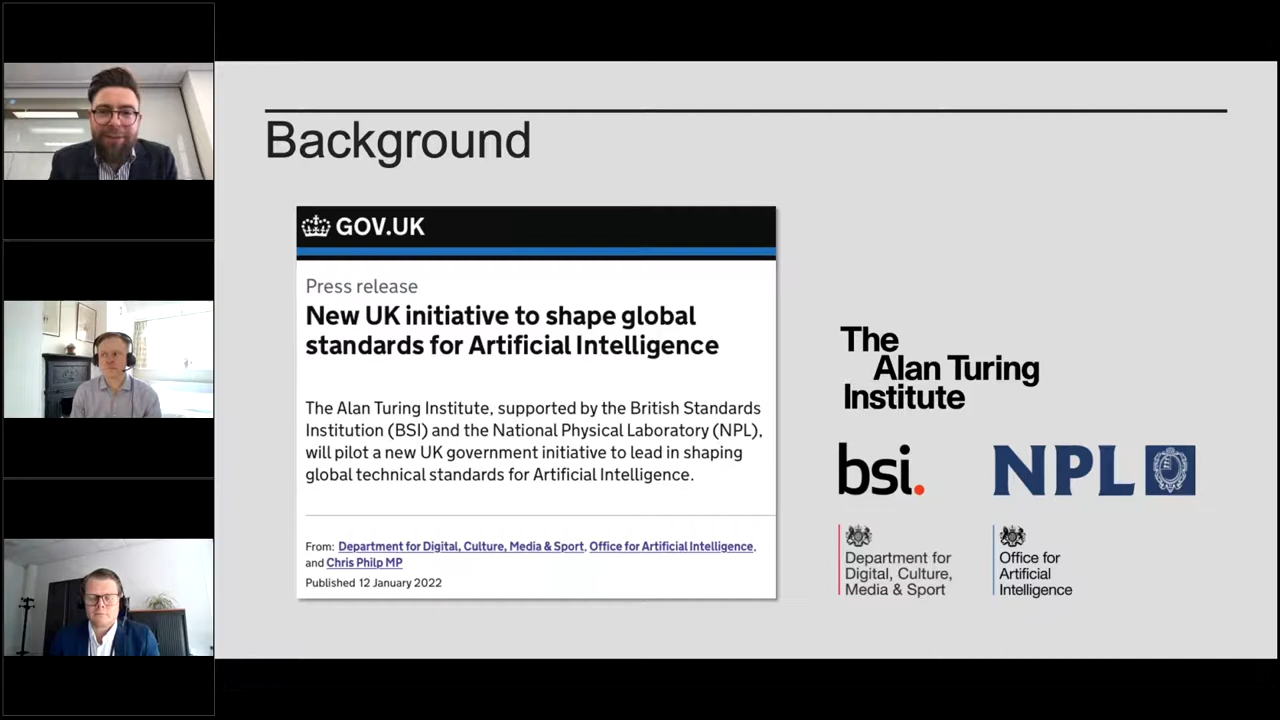 Background
GOV.UK
Press release
New UK initiative to shape global
standards for Artificial Intelligence
The Alan Turing Institute, supported by the British Standards
Institution (BSI) and the National Physical Laboratory (NPL),
will pilot a new UK government initiative to lead in shaping
global technical standards for Artificial Intelligence.
From: Department for Digital, Culture, Media & Sport, Office for Artificial Intelligence,
and Chris Philp MP
Published 12 January 2022
The
Alan Turing
Institute
bsi.
NPL
Department for
Digital, Culture,
Media & Sport
Office for
Artificial
Intelligence